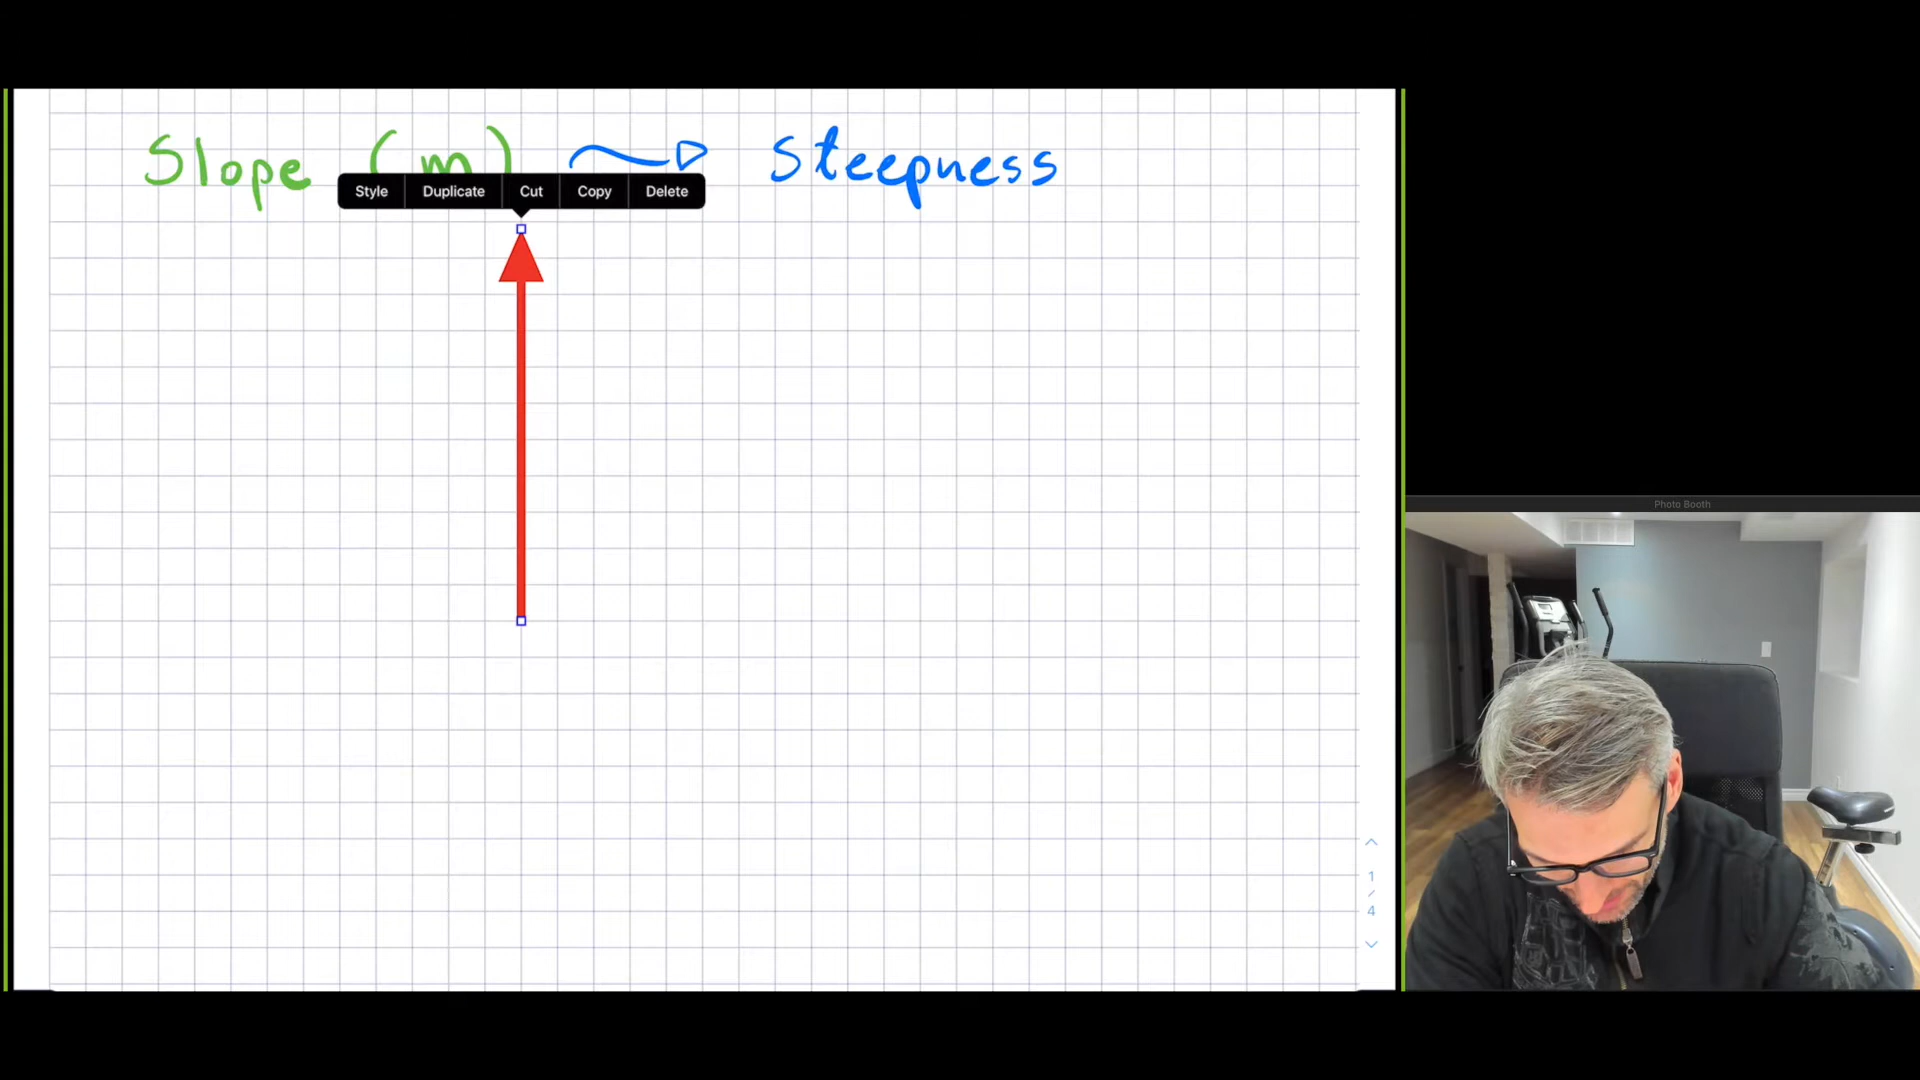 Slope (m) Steepness
Style Duplicate Cut Copy Delete
Photo Booth
1
/
4